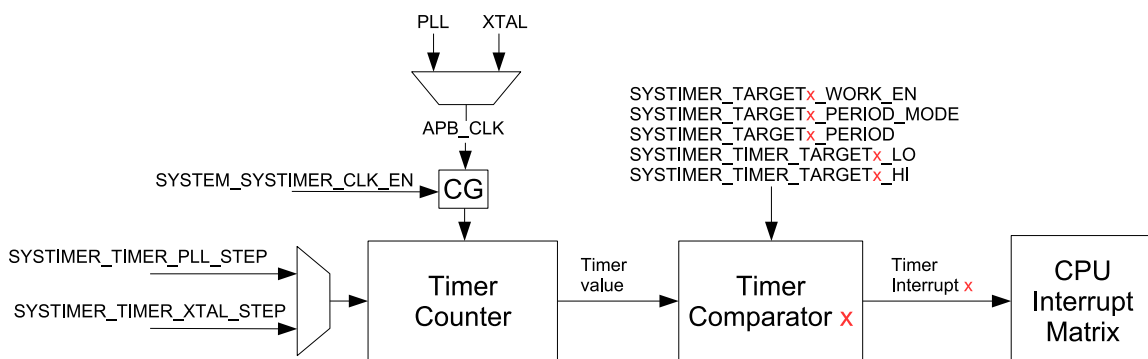 PLL XTAL
APB_CLK
SYSTEM_SYSTIMER_CLK_EN
CG
SYSTIMER_TARGETx_WORK_EN
SYSTIMER_TARGETx_PERIOD_MODE
SYSTIMER_TARGETx_PERIOD
SYSTIMER_TIMER_TARGETx_LO
SYSTIMER_TIMER_TARGETx_HI
SYSTIMER_TIMER_PLL_STEP
SYSTIMER_TIMER_XTAL_STEP
Timer
Counter
Timer
value
Timer
Comparator x
Timer
Interrupt x
CPU
Interrupt
Matrix